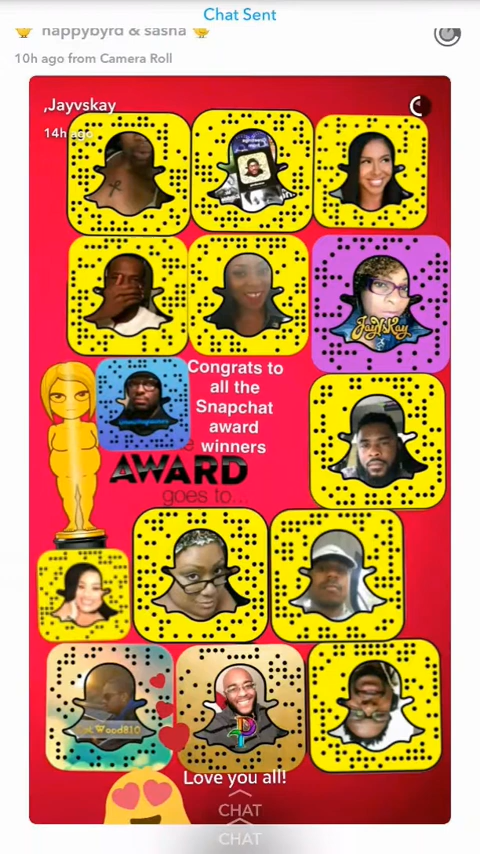 Chat Sent
happybyrd & sasha
10h ago from Camera Roll
,Jayvskay
14h ago
JayVsKay
Congrats to
all the
Snapchat
award
winners
AWARD
goes to...
Wood810
Love you all!
CHAT
CHAT